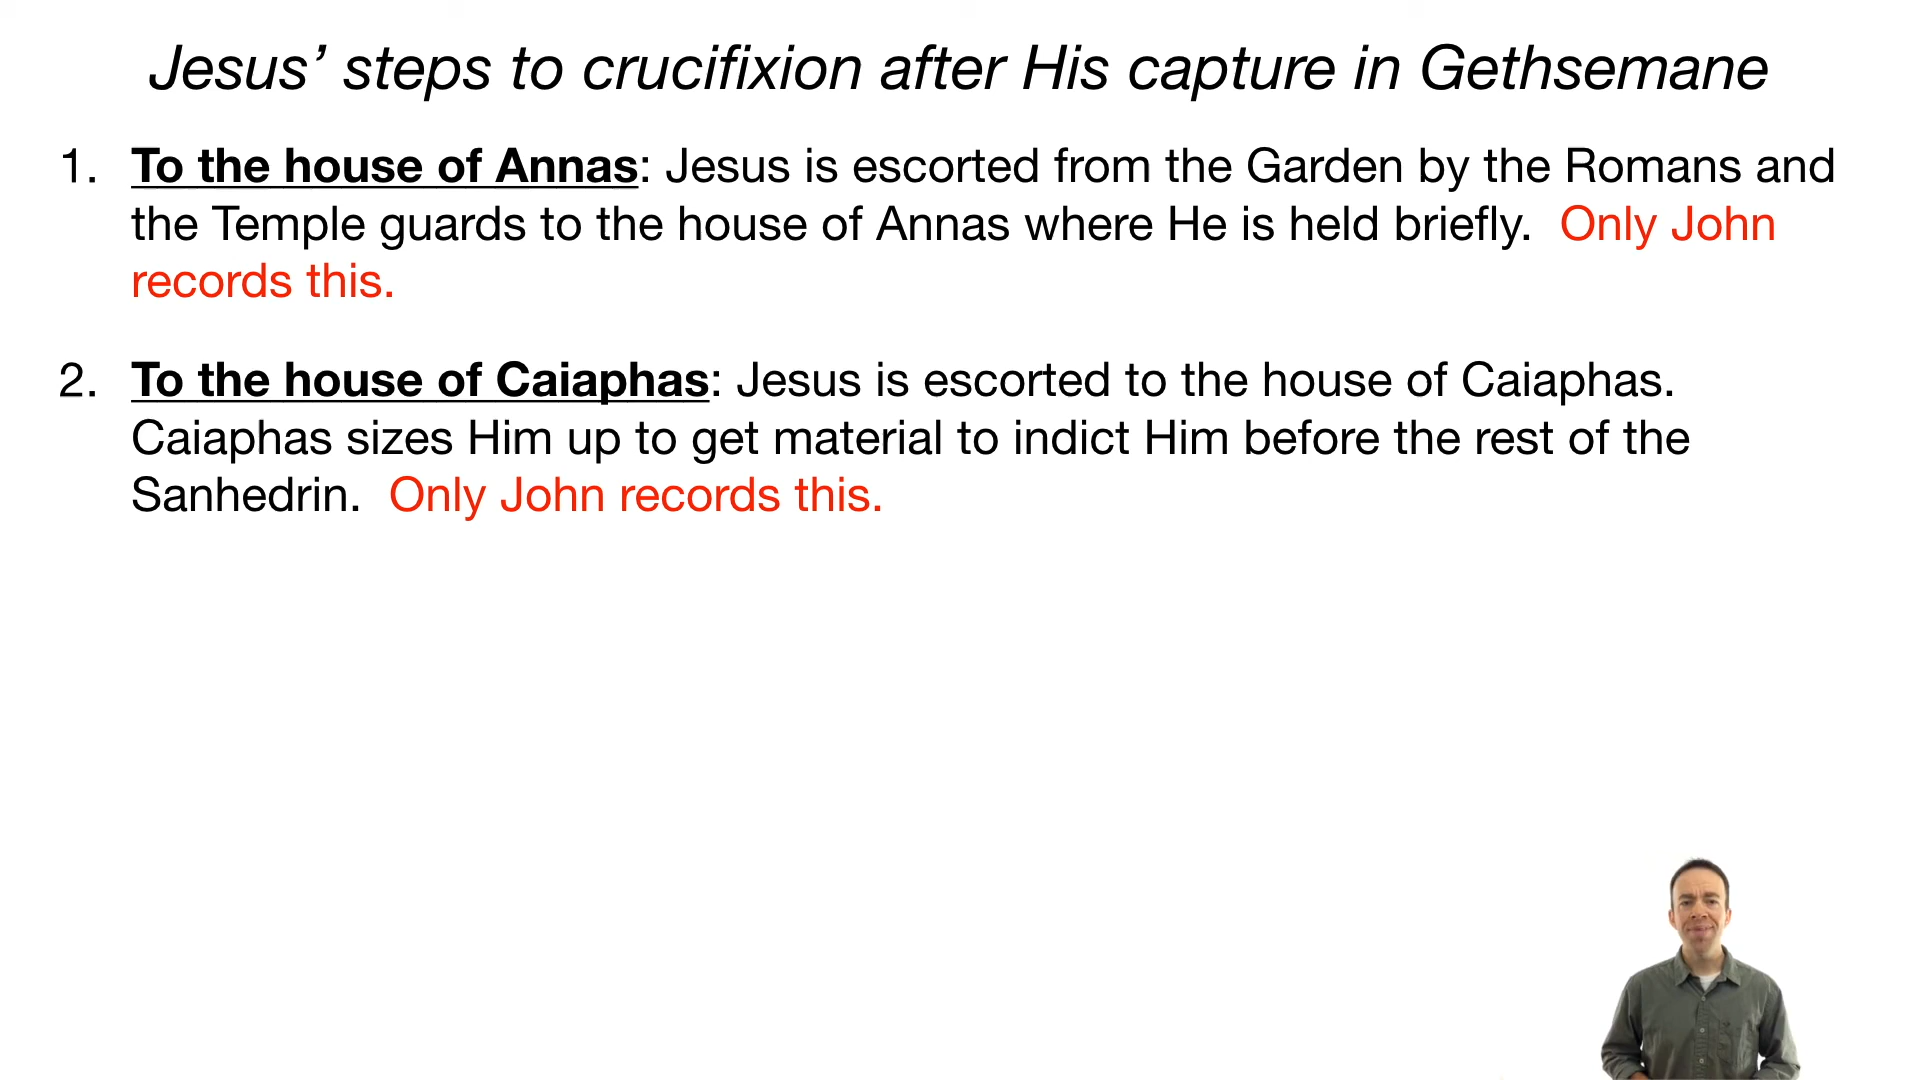 Jesus’ steps to crucifixion after His capture in Gethsemane
1. To the house of Annas: Jesus is escorted from the Garden by the Romans and
the Temple guards to the house of Annas where He is held briefly. Only John
records this.
2. To the house of Caiaphas: Jesus is escorted to the house of Caiaphas.
Caiaphas sizes Him up to get material to indict Him before the rest of the
Sanhedrin. Only John records this.